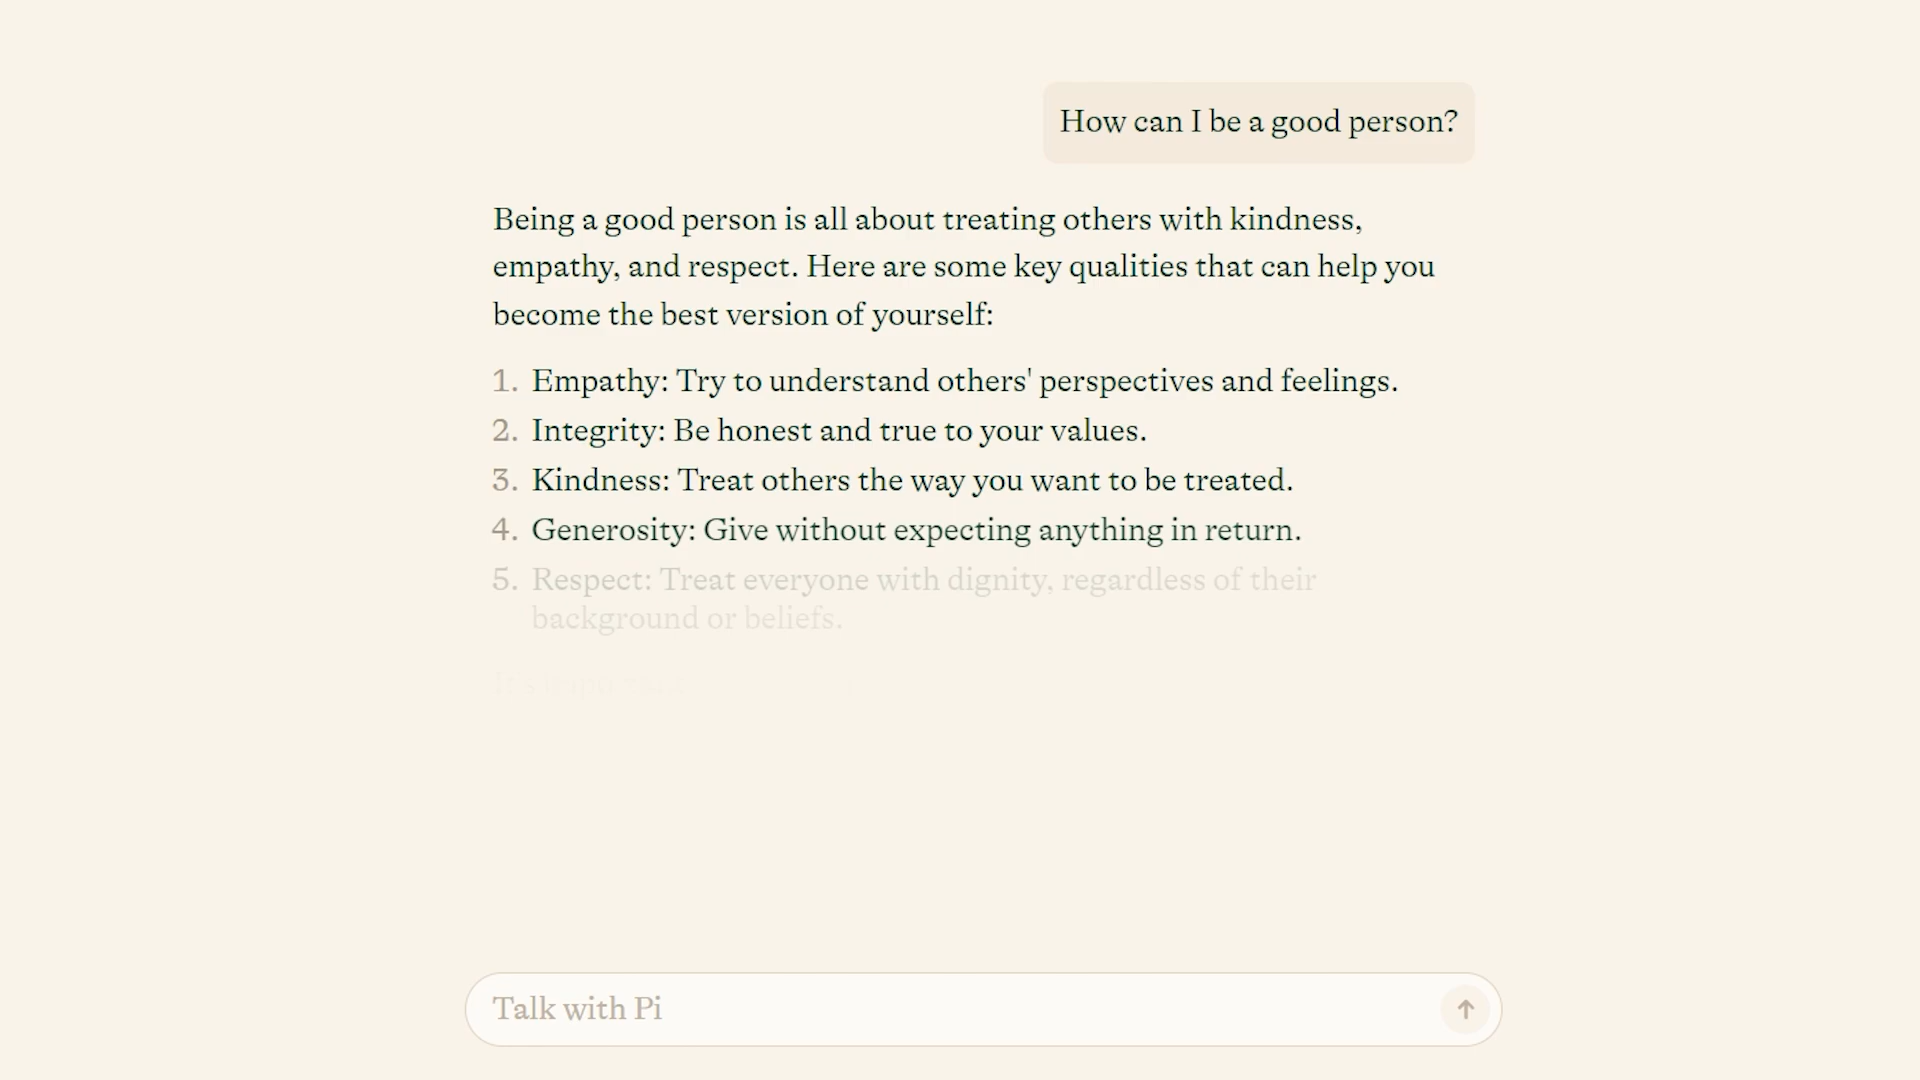 How can I be a good person?
Being a good person is all about treating others with kindness,
empathy, and respect. Here are some key qualities that can help you
become the best version of yourself:
1. Empathy: Try to understand others' perspectives and feelings.
2. Integrity: Be honest and true to your values.
3. Kindness: Treat others the way you want to be treated.
4. Generosity: Give without expecting anything in return.
5. Respect: Treat everyone with dignity, regardless of their
background or beliefs.
It's
Talk with Pi